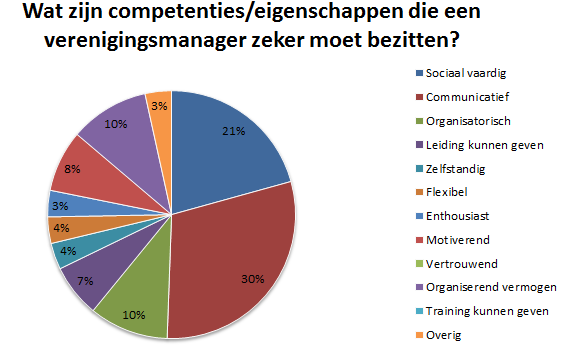 Wat zijn competenties/eigenschappen die een
verenigingsmanager zeker moet bezitten?
21%
30%
10%
7%
4%
4%
3%
8%
10%
3%
Sociaal vaardig
Communicatief
Organisatorisch
Leiding kunnen geven
Zelfstandig
Flexibel
Enthousiast
Motiverend
Vertrouwend
Organiserend vermogen
Training kunnen geven
Overig